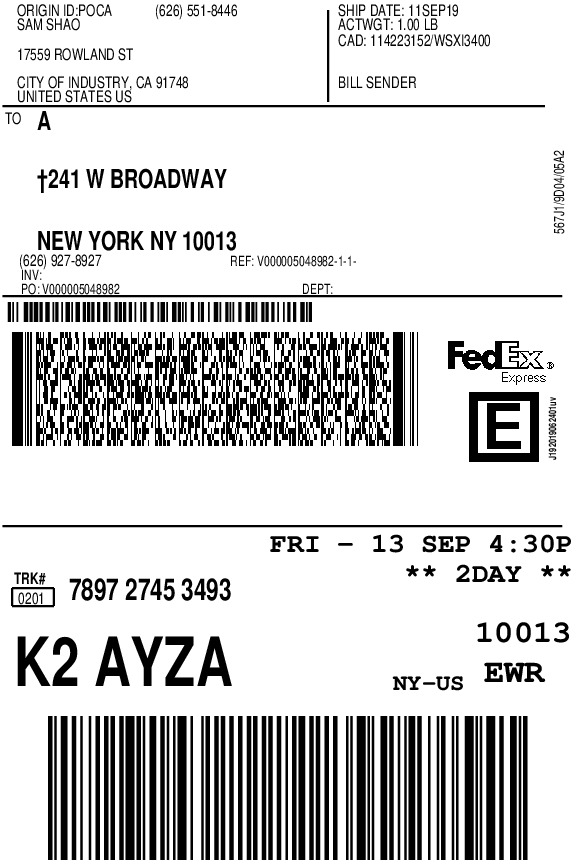 ORIGIN ID:POCA (626) 551-8446
SAM SHAO
17559 ROWLAND ST
CITY OF INDUSTRY, CA 91748
UNITED STATES US
SHIP DATE: 11SEP19
ACTWGT: 1.00 LB
CAD: 114223152/WSXI3400
BILL SENDER
TO A
†241 W BROADWAY
NEW YORK NY 10013
(626) 927-8927 REF: V000005048982-1-1-
INV:
PO: V000005048982 DEPT:
567J1/9D04/05A2
FedEx®
Express
E
J192019062401uv
FRI - 13 SEP 4:30P
** 2DAY **
TRK#
0201 7897 2745 3493
10013
K2 AYZA
NY-US EWR